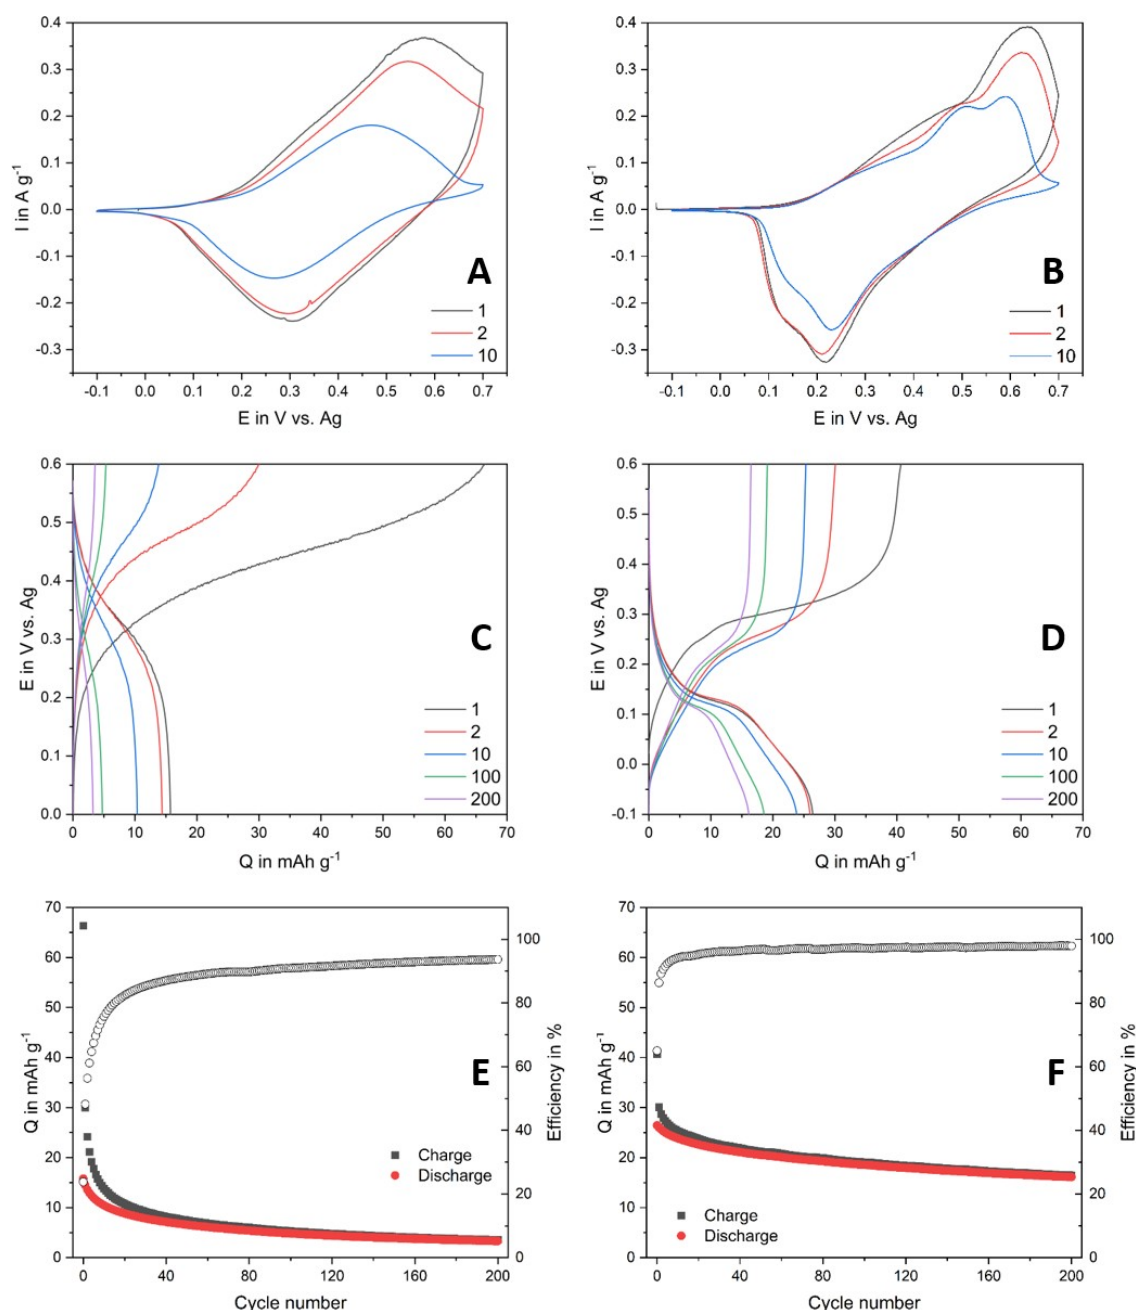 0.4
0.3
0.2
0.1
0.0
-0.1
-0.2
-0.3
I in A g⁻¹
A
1
2
10
-0.1 0.0 0.1 0.2 0.3 0.4 0.5 0.6 0.7
E in V vs. Ag
0.4
0.3
0.2
0.1
0.0
-0.1
-0.2
-0.3
I in A g⁻¹
B
1
2
10
-0.1 0.0 0.1 0.2 0.3 0.4 0.5 0.6 0.7
E in V vs. Ag
0.6
0.5
0.4
0.3
0.2
0.1
0.0
E in V vs. Ag
C
1
2
10
100
200
0 10 20 30 40 50 60 70
Q in mAh g⁻¹
0.6
0.5
0.4
0.3
0.2
0.1
0.0
-0.1
E in V vs. Ag
D
1
2
10
100
200
0 10 20 30 40 50 60 70
Q in mAh g⁻¹
70
60
50
40
30
20
10
0
Q in mAh g⁻¹
E
Charge
Discharge
100
80
60
40
20
0
Efficiency in %
0 40 80 120 160 200
Cycle number
70
60
50
40
30
20
10
0
Q in mAh g⁻¹
F
Charge
Discharge
100
80
60
40
20
0
Efficiency in %
0 40 80 120 160 200
Cycle number